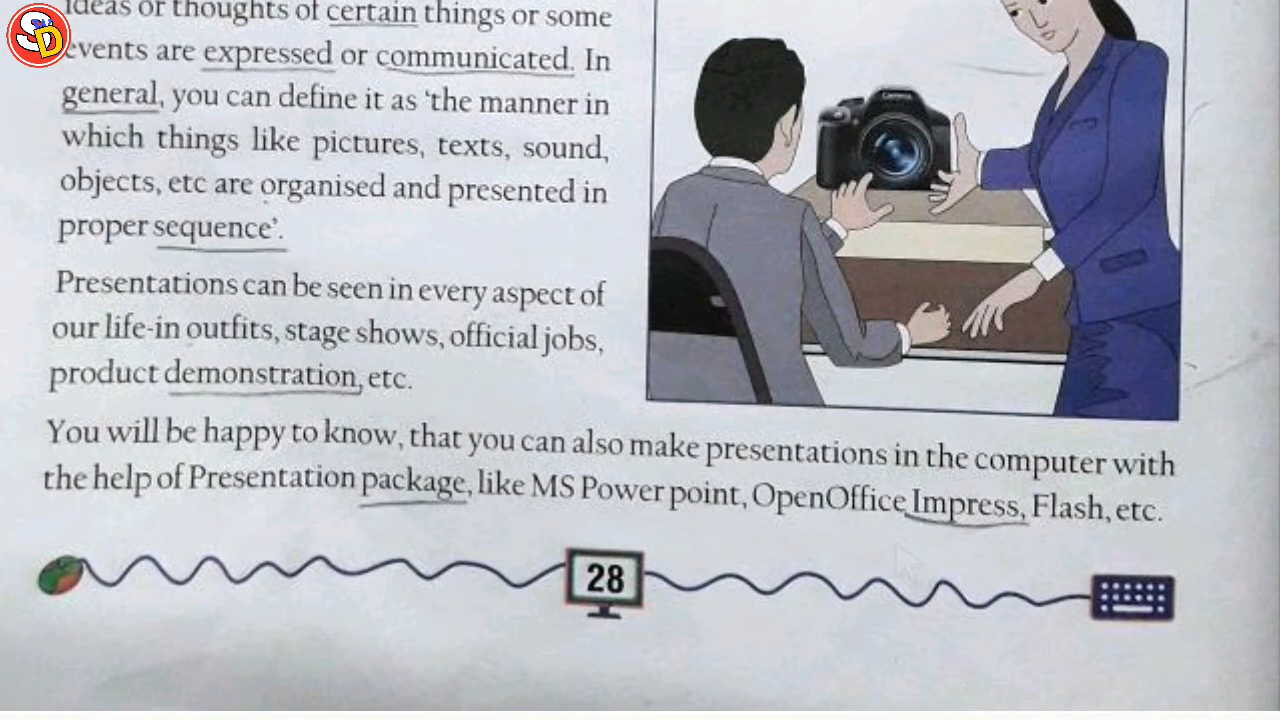 SD
ideas or thoughts of certain things or some
events are expressed or communicated. In
general, you can define it as ‘the manner in
which things like pictures, texts, sound,
objects, etc are organised and presented in
proper sequence’.
Presentations can be seen in every aspect of
our life-in outfits, stage shows, official jobs,
product demonstration, etc.
You will be happy to know, that you can also make presentations in the computer with
the help of Presentation package, like MS Power point, OpenOffice Impress, Flash, etc.
28